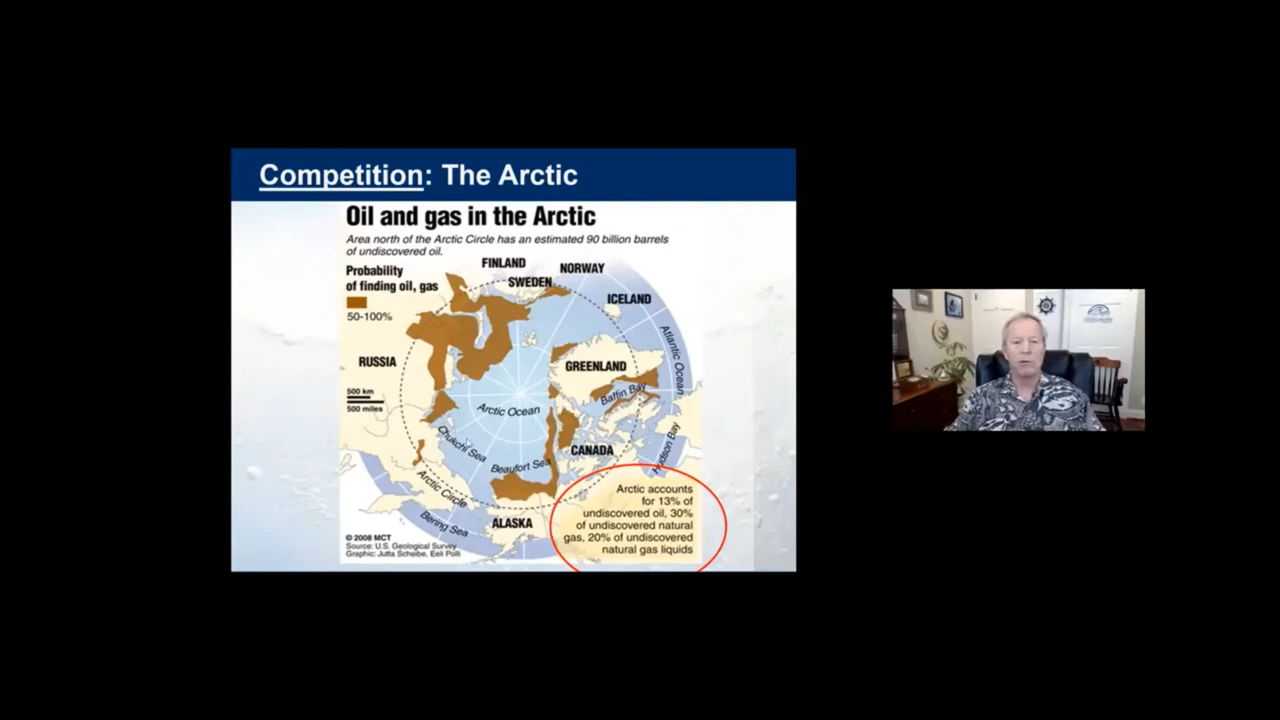 Competition: The Arctic
Oil and gas in the Arctic
Area north of the Arctic Circle has an estimated 90 billion barrels
of undiscovered oil.
Probability
of finding oil, gas
50-100%
FINLAND
NORWAY
SWEDEN
ICELAND
Atlantic Ocean
RUSSIA
GREENLAND
500 km
500 miles
Baffin Bay
Arctic Ocean
Chukchi Sea
Hudson Bay
CANADA
Beaufort Sea
Arctic Circle
Bering Sea
ALASKA
Arctic accounts
for 13% of
undiscovered oil, 30%
of undiscovered natural
gas, 20% of undiscovered
natural gas liquids
© 2008 MCT
Source: U.S. Geological Survey
Graphic: Jutta Scheibe, Eeli Polli